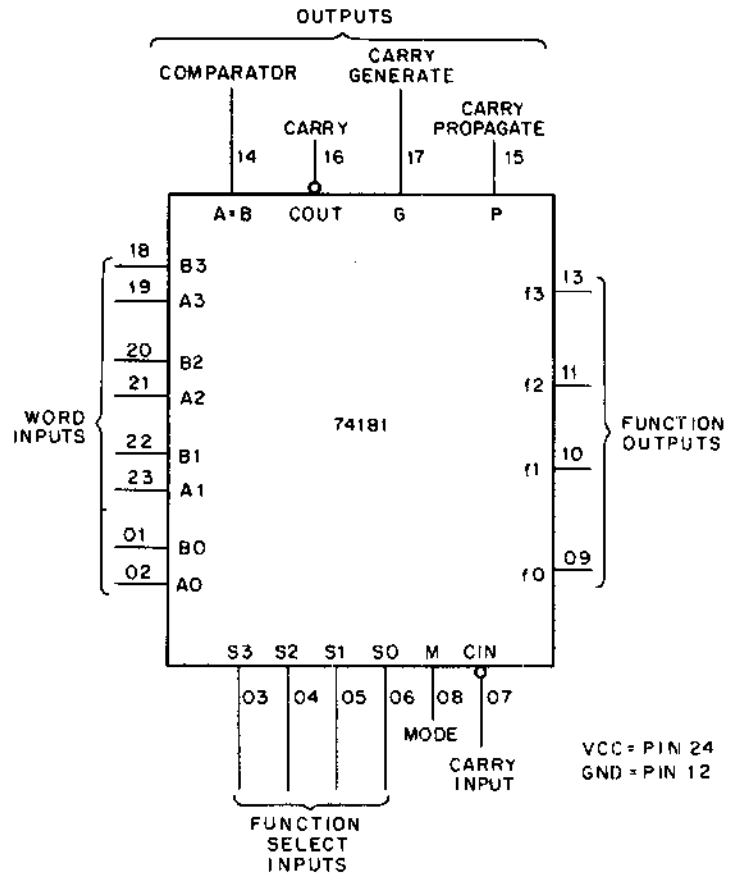 OUTPUTS
CARRY
GENERATE
COMPARATOR
CARRY
PROPAGATE
CARRY
14
16
17
15
A=B
COUT
G
P
18
B3
19
A3
20
B2
21
A2
22
B1
23
A1
01
B0
02
A0
WORD
INPUTS
74181
13
f3
11
f2
10
f1
09
f0
FUNCTION
OUTPUTS
S3
S2
S1
S0
M
CIN
03
04
05
06
08
07
MODE
CARRY
INPUT
VCC = PIN 24
GND = PIN 12
FUNCTION
SELECT
INPUTS